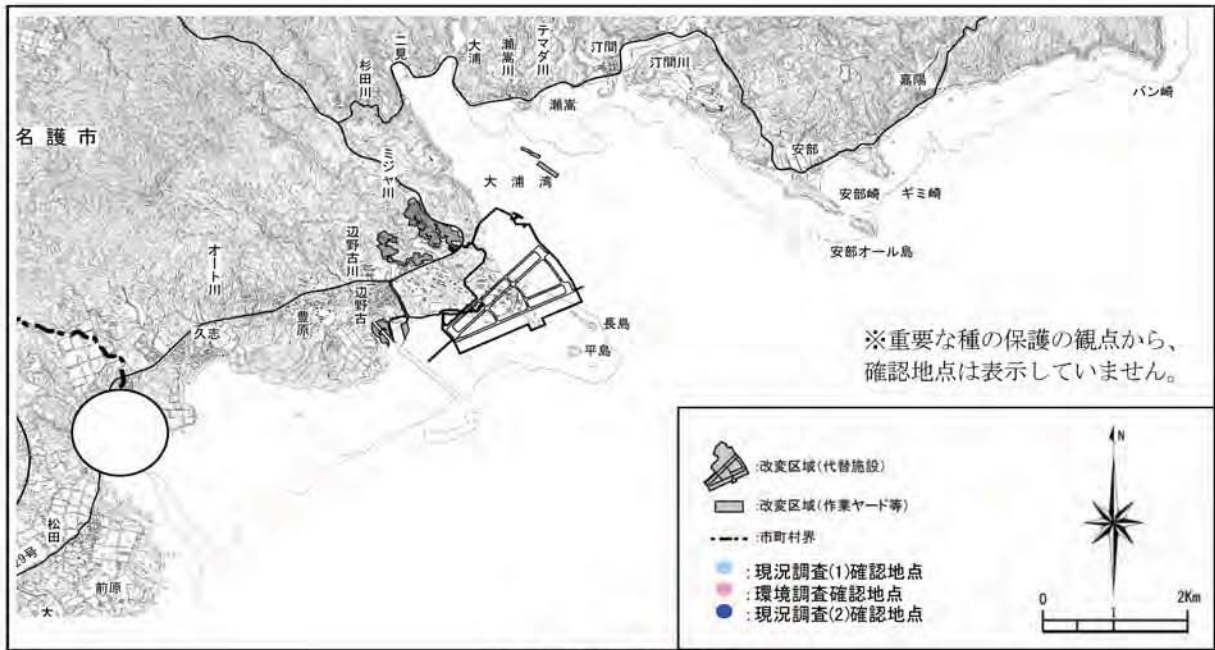 二見
大浦
瀬嵩川
テマダ川
汀間
汀間川
杉田川
瀬嵩
嘉陽
バン崎
名護市
安部
大浦湾
安部崎
ギミ崎
ミジャ川
安部オール島
オート川
辺野古川
辺野古
豊原
久志
長島
平島
※重要な種の保護の観点から、
確認地点は表示していません。
松田
29号
前原
:改変区域(代替施設)
:改変区域(作業ヤード等)
:市町村界
:現況調査(1)確認地点
:環境調査確認地点
:現況調査(2)確認地点
N
0 1 2Km